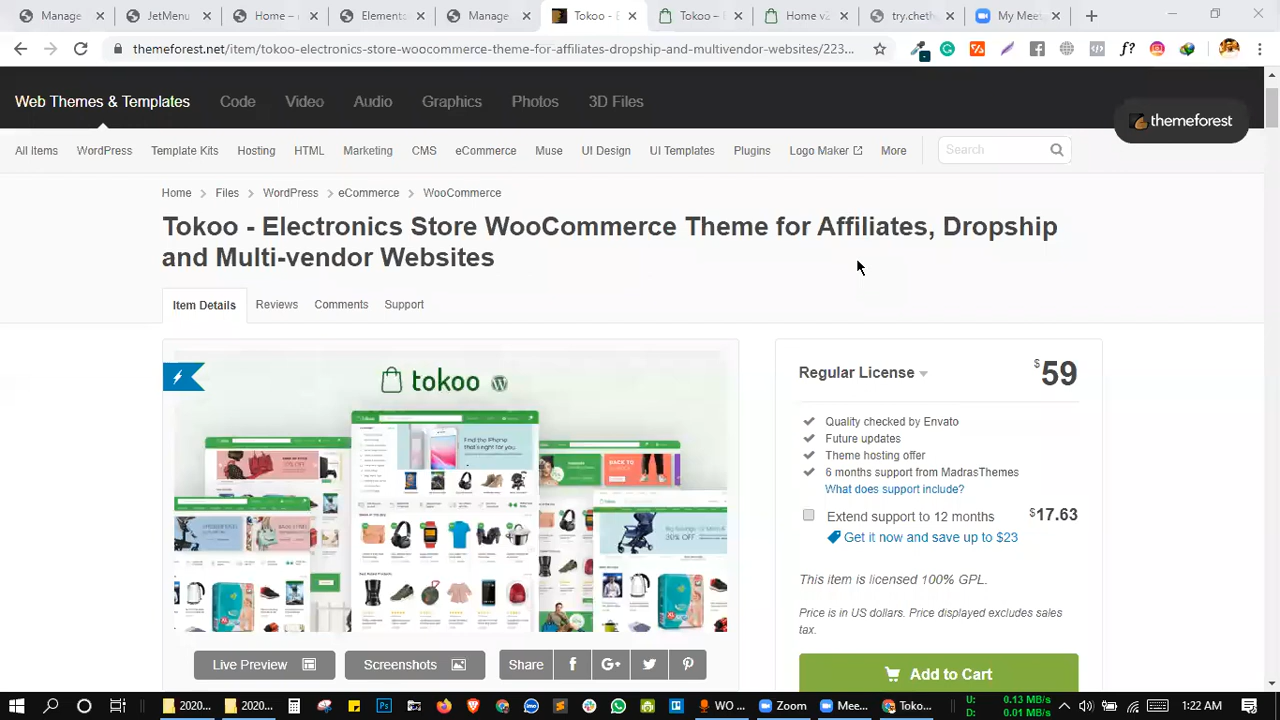 Manage
JetMenu
Home –
Elemento
Manage
Tokoo - E
Tokoo –
Home v2
try.cheth
My Mee
themeforest.net/item/tokoo-electronics-store-woocommerce-theme-for-affiliates-dropship-and-multivendor-websites/223...
Web Themes & Templates Code Video Audio Graphics Photos 3D Files
themeforest
All Items WordPress Template Kits Hosting HTML Marketing CMS eCommerce Muse UI Design UI Templates Plugins Logo Maker More Search
Home > Files > WordPress > eCommerce > WooCommerce
Tokoo - Electronics Store WooCommerce Theme for Affiliates, Dropship
and Multi-vendor Websites
Item Details Reviews Comments Support
tokoo
Find the iPhone
that's right for you
Regular License $59
Quality checked by Envato
Future updates
Theme hosting offer
6 months support from MadrasThemes
What does support include?
Extend support to 12 months $17.63
Get it now and save up to $23
This item is licensed 100% GPL.
Price is in US dollars. Price displayed excludes sales
tax.
Live Preview Screenshots Share f G+
Add to Cart
2020... 2020... WO ... Zoom Mee... Toko...
U: 0.13 MB/s
D: 0.01 MB/s
1:22 AM